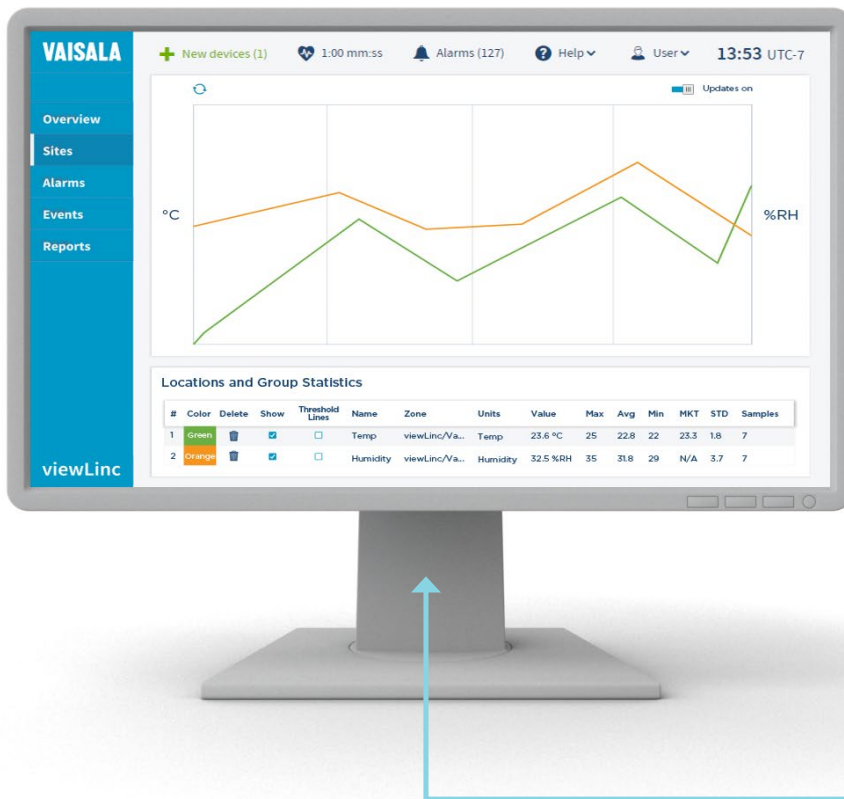 VAISALA
New devices (1) 1:00 mm:ss Alarms (127) Help User 13:53 UTC-7
Updates on
Overview
Sites
Alarms
Events
Reports
°C
%RH
Locations and Group Statistics
# Color Delete Show Threshold Lines Name Zone Units Value Max Avg Min MKT STD Samples
1 Green Temp viewLinc/Va... Temp 23.6 °C 25 22.8 22 23.3 1.8 7
2 Orange Humidity viewLinc/Va... Humidity 32.5 %RH 35 31.8 29 N/A 3.7 7
viewLinc